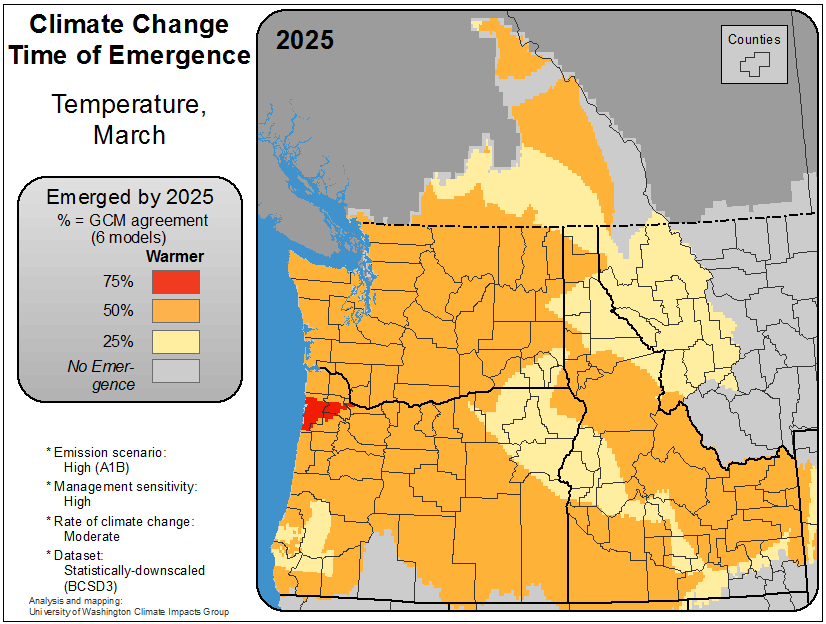 Climate Change
Time of Emergence
Temperature,
March
Emerged by 2025
% = GCM agreement
(6 models)
Warmer
75%
50%
25%
No Emer-
gence
* Emission scenario:
High (A1B)
* Management sensitivity:
High
* Rate of climate change:
Moderate
* Dataset:
Statistically-downscaled
(BCSD3)
Analysis and mapping:
University of Washington Climate Impacts Group
2025
Counties